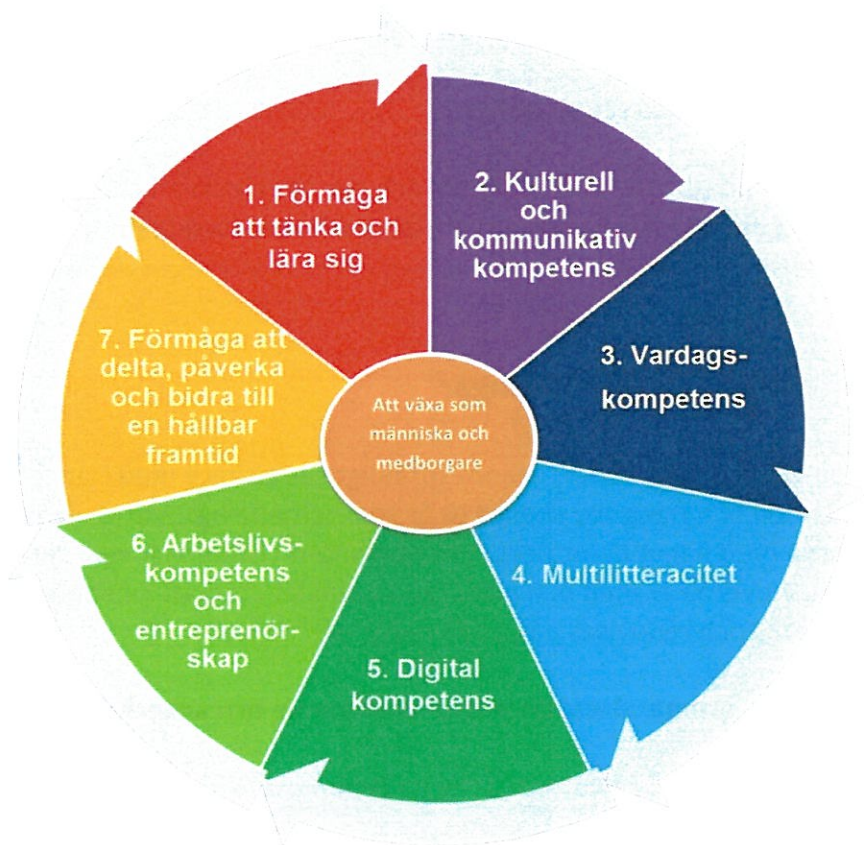 1. Förmåga
att tänka och
lära sig
2. Kulturell
och
kommunikativ
kompetens
3. Vardags-
kompetens
4. Multilitteracitet
5. Digital
kompetens
6. Arbetslivs-
kompetens
och
entreprenör-
skap
7. Förmåga att
delta, påverka
och bidra till
en hållbar
framtid
Att växa som
människa och
medborgare